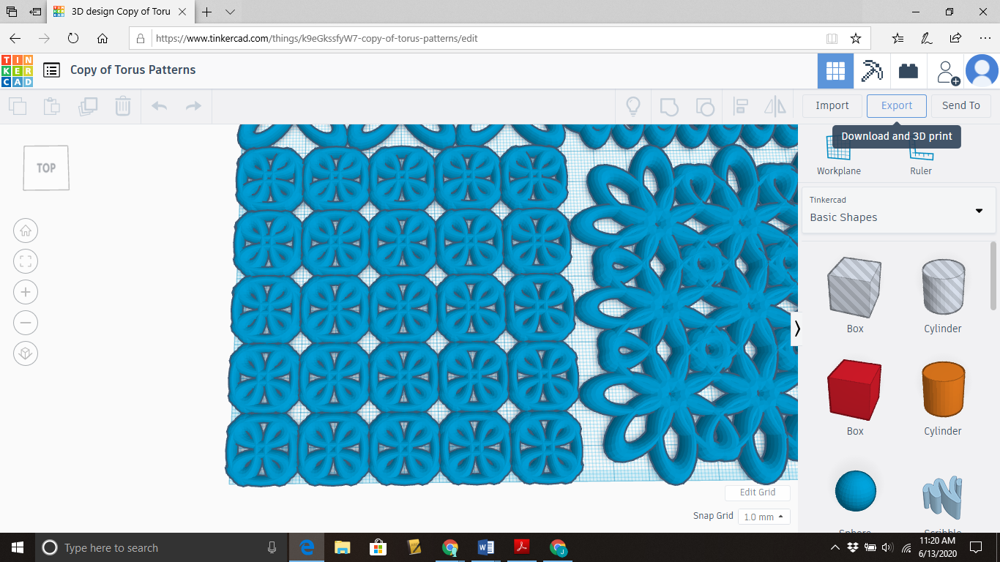 3D design Copy of Toru
https://www.tinkercad.com/things/k9eGkssfyW7-copy-of-torus-patterns/edit
TIN
KER
CAD
Copy of Torus Patterns
Import
Export
Send To
Download and 3D print
TOP
Workplane
Ruler
Tinkercad
Basic Shapes
Box
Cylinder
Box
Cylinder
Edit Grid
Snap Grid
1.0 mm
Sphere
Scribble
Type here to search
11:20 AM
6/13/2020